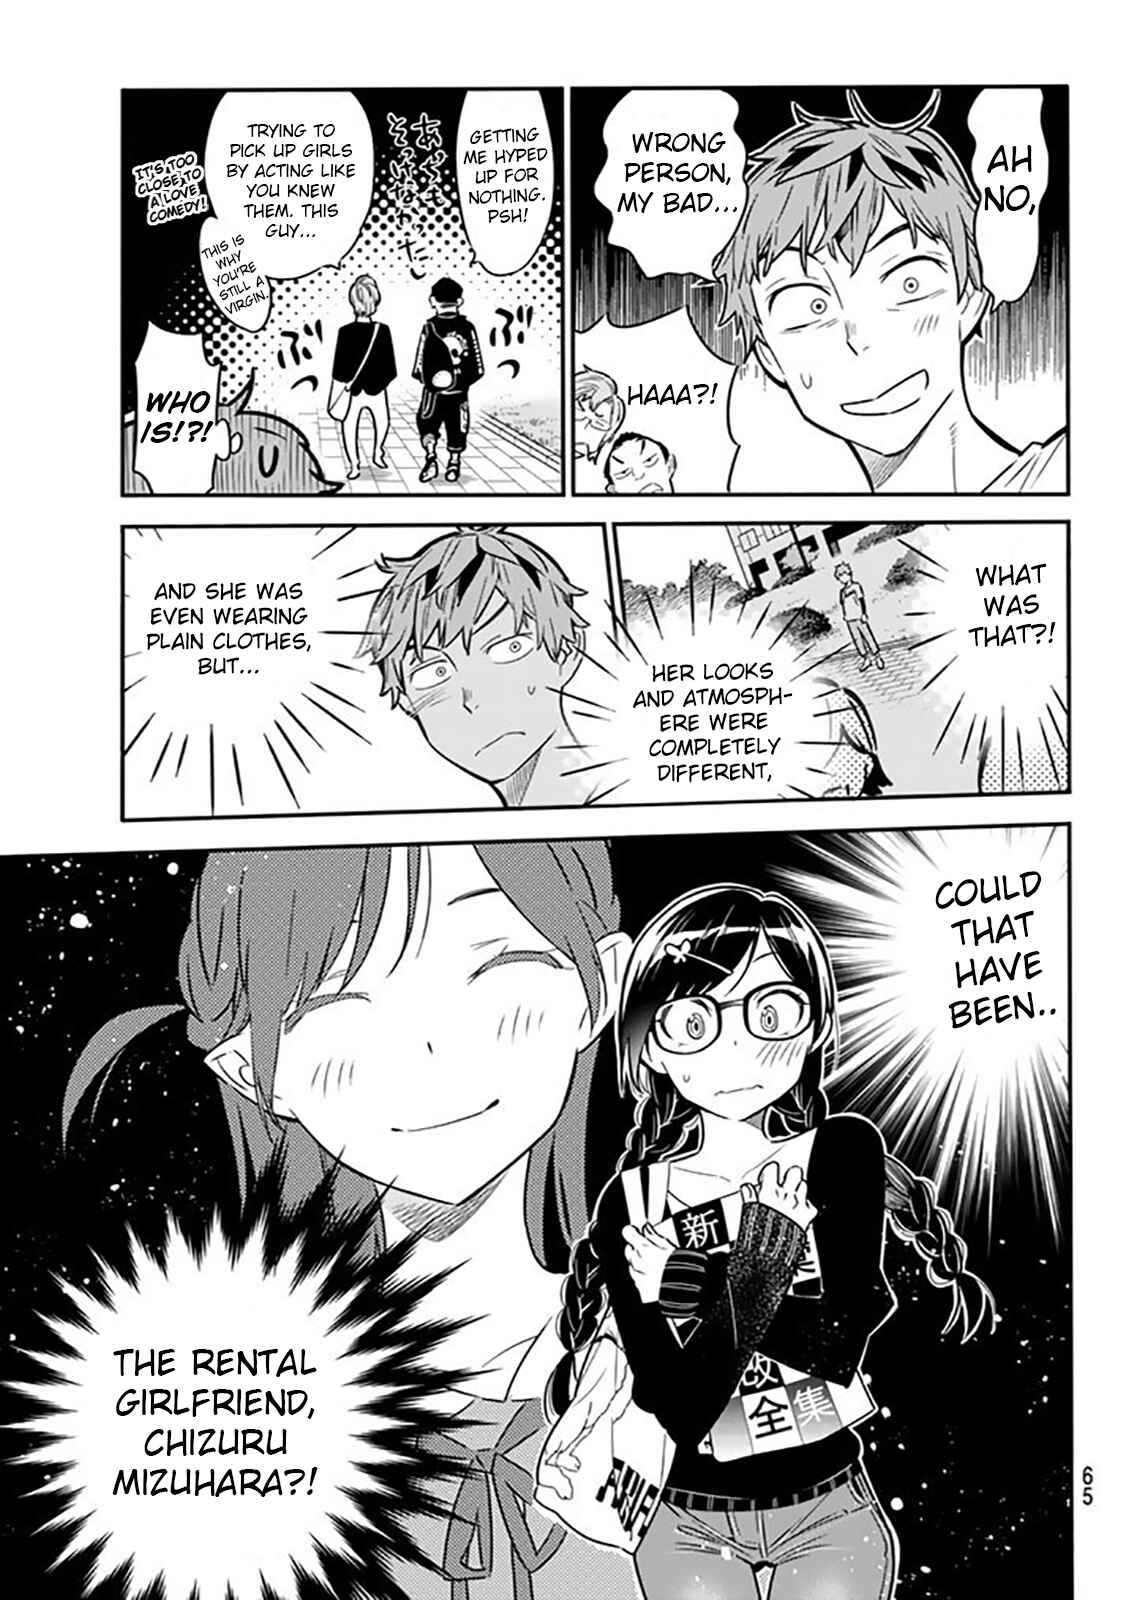 AH
NO,
WRONG
PERSON,
MY BAD...
HAAA?!
GETTING
ME HYPED
UP FOR
NOTHING.
PSH!
TRYING TO
PICK UP GIRLS
BY ACTING LIKE
YOU KNEW
THEM. THIS
GUY...
THIS IS
WHY
YOU'RE
STILL A
VIRGIN.
IT'S TOO
CLOSE TO
A LOVE
COMEDY!
WHO
IS!?!
WHAT
WAS
THAT?!
HER LOOKS
AND ATMOSPH-
ERE WERE
COMPLETELY
DIFFERENT,
AND SHE WAS
EVEN WEARING
PLAIN CLOTHES,
BUT...
COULD
THAT
HAVE
BEEN..
新
改
全集
THE RENTAL
GIRLFRIEND,
CHIZURU
MIZUHARA?!
65